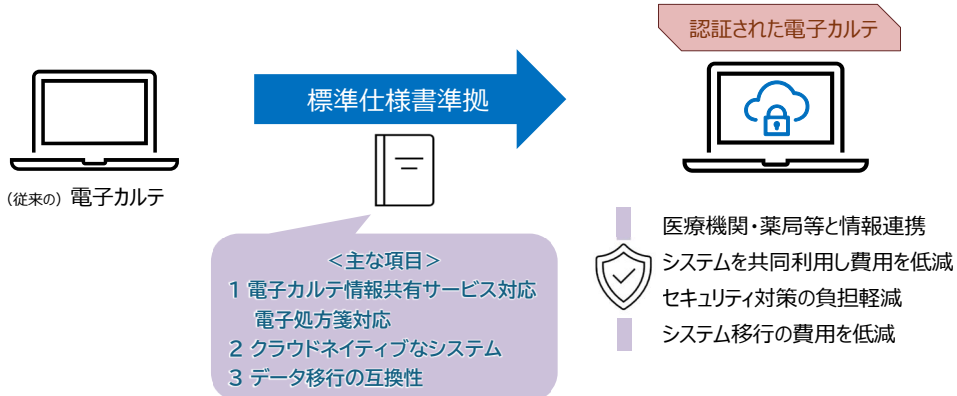 認証された電子カルテ
標準仕様書準拠
(従来の) 電子カルテ
<主な項目>
1 電子カルテ情報共有サービス対応
電子処方箋対応
2 クラウドネイティブなシステム
3 データ移行の互換性
医療機関・薬局等と情報連携
システムを共同利用し費用を低減
セキュリティ対策の負担軽減
システム移行の費用を低減